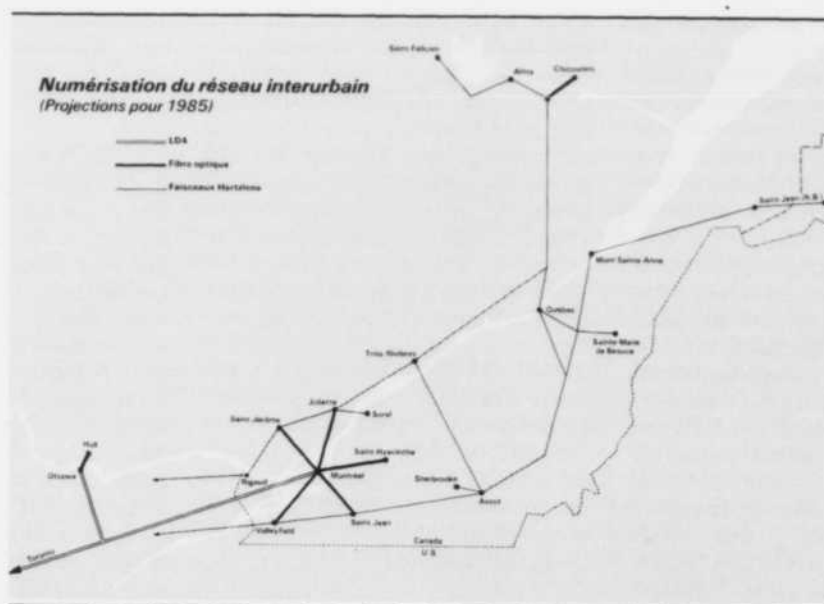 Numérisation du réseau interurbain
(Projections pour 1985)
LD4
Fibre optique
Faisceaux Hertziens
Saint Félicien
Alma
Chicoutimi
Saint Jean (N.B.)
Mont Sainte Anne
Québec
Sainte-Marie
de Beauce
Trois Rivières
Joliette
Sorel
Saint Jérôme
Saint Hyacinthe
Hull
Ottawa
Rigaud
Montréal
Sherbrooke
Ascot
Valleyfield
Saint Jean
Toronto
Canada
U.S.